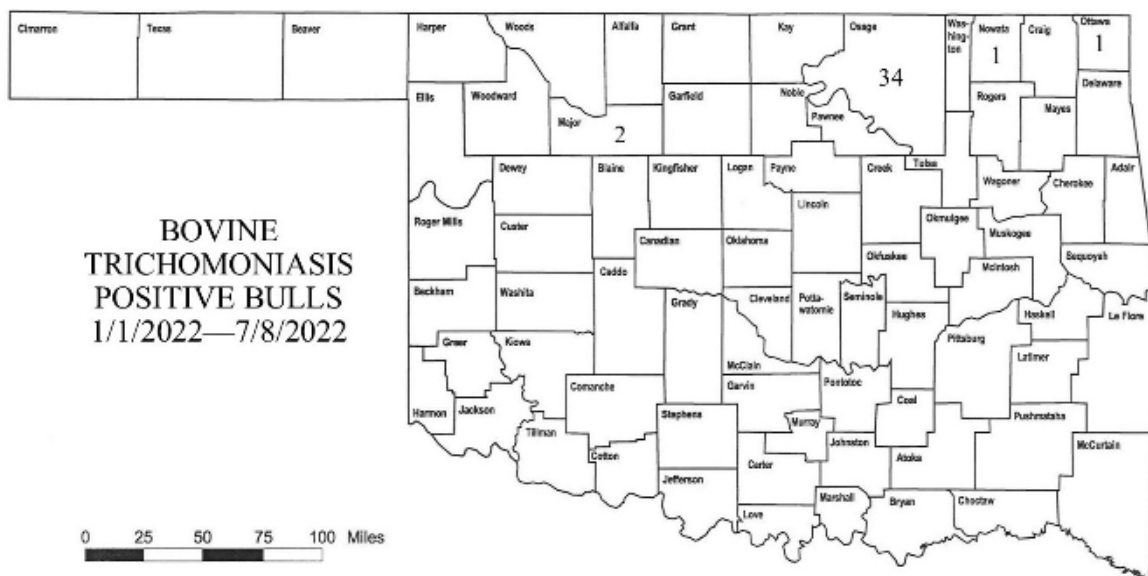 Cimarron
Texas
Beaver
Harper
Woods
Alfalfa
Grant
Kay
Osage
Was-
hing-
ton
Nowata
Craig
Ottawa
34
1
1
Ellis
Woodward
Major
2
Garfield
Noble
Pawnee
Rogers
Mayes
Delaware
Dewey
Blaine
Kingfisher
Logan
Payne
Creek
Tulsa
Wagoner
Cherokee
Adair
Lincoln
Roger Mills
Custer
Canadian
Oklahoma
Okfuskee
Okmulgee
Muskogee
McIntosh
Sequoyah
BOVINE
TRICHOMONIASIS
POSITIVE BULLS
1/1/2022—7/8/2022
Beckham
Washita
Caddo
Grady
Cleveland
Potta-
watomie
Seminole
Hughes
Pittsburg
Haskell
Le Flore
Greer
Kiowa
McClain
Latimer
Comanche
Garvin
Pontotoc
Coal
Harmon
Jackson
Tillman
Cotton
Stephens
Murray
Johnston
Atoka
Pushmataha
McCurtain
Jefferson
Carter
Love
Marshall
Bryan
Choctaw
0 25 50 75 100 Miles